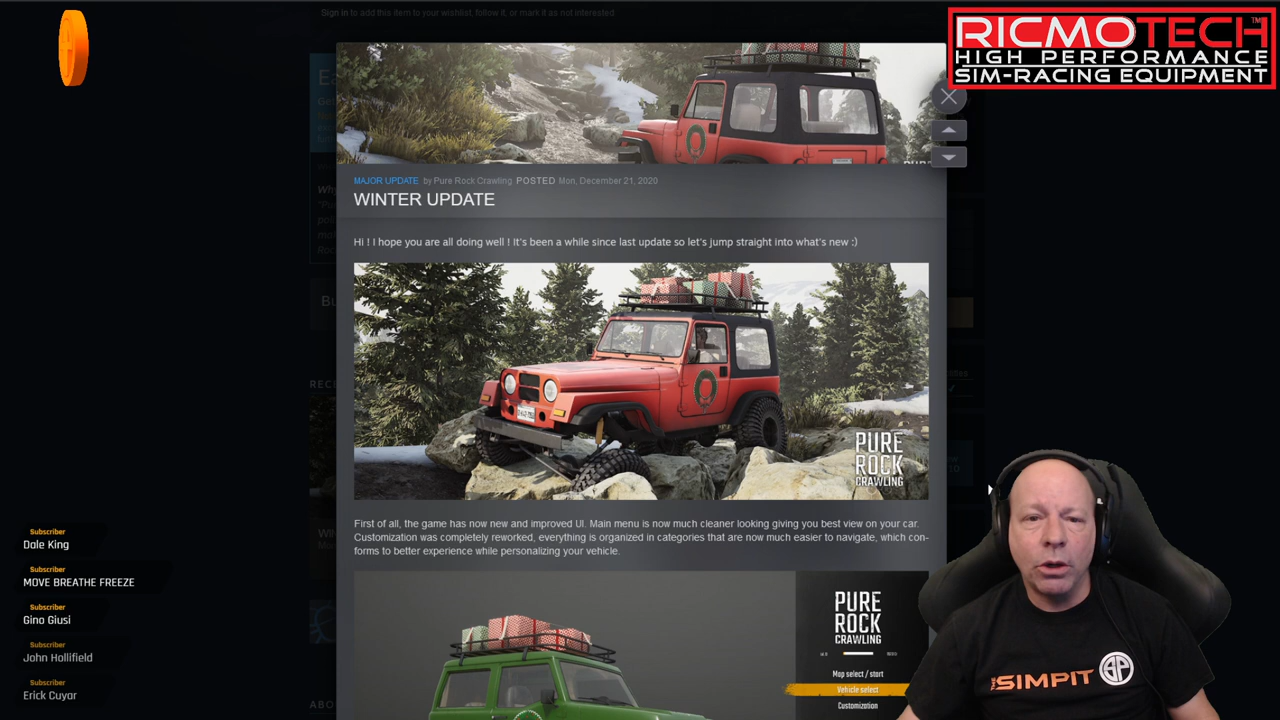 Sign in to add this item to your wishlist, follow it, or mark it as not interested
RICMOTECH™
HIGH PERFORMANCE
SIM-RACING EQUIPMENT
MAJOR UPDATE by Pure Rock Crawling POSTED Mon, December 21, 2020
WINTER UPDATE
Hi ! I hope you are all doing well ! It's been a while since last update so let's jump straight into what's new :)
PURE
ROCK
CRAWLING
First of all, the game has now new and improved UI. Main menu is now much cleaner looking giving you best view on your car.
Customization was completely reworked, everything is organized in categories that are now much easier to navigate, which con-
forms to better experience while personalizing your vehicle.
PURE
ROCK
CRAWLING
Map select / start
Vehicle select
Customization
Subscriber
Dale King
Subscriber
MOVE BREATHE FREEZE
Subscriber
Gino Giusi
Subscriber
John Hollifield
Subscriber
Erick Cuyar
THE SIMPIT SP